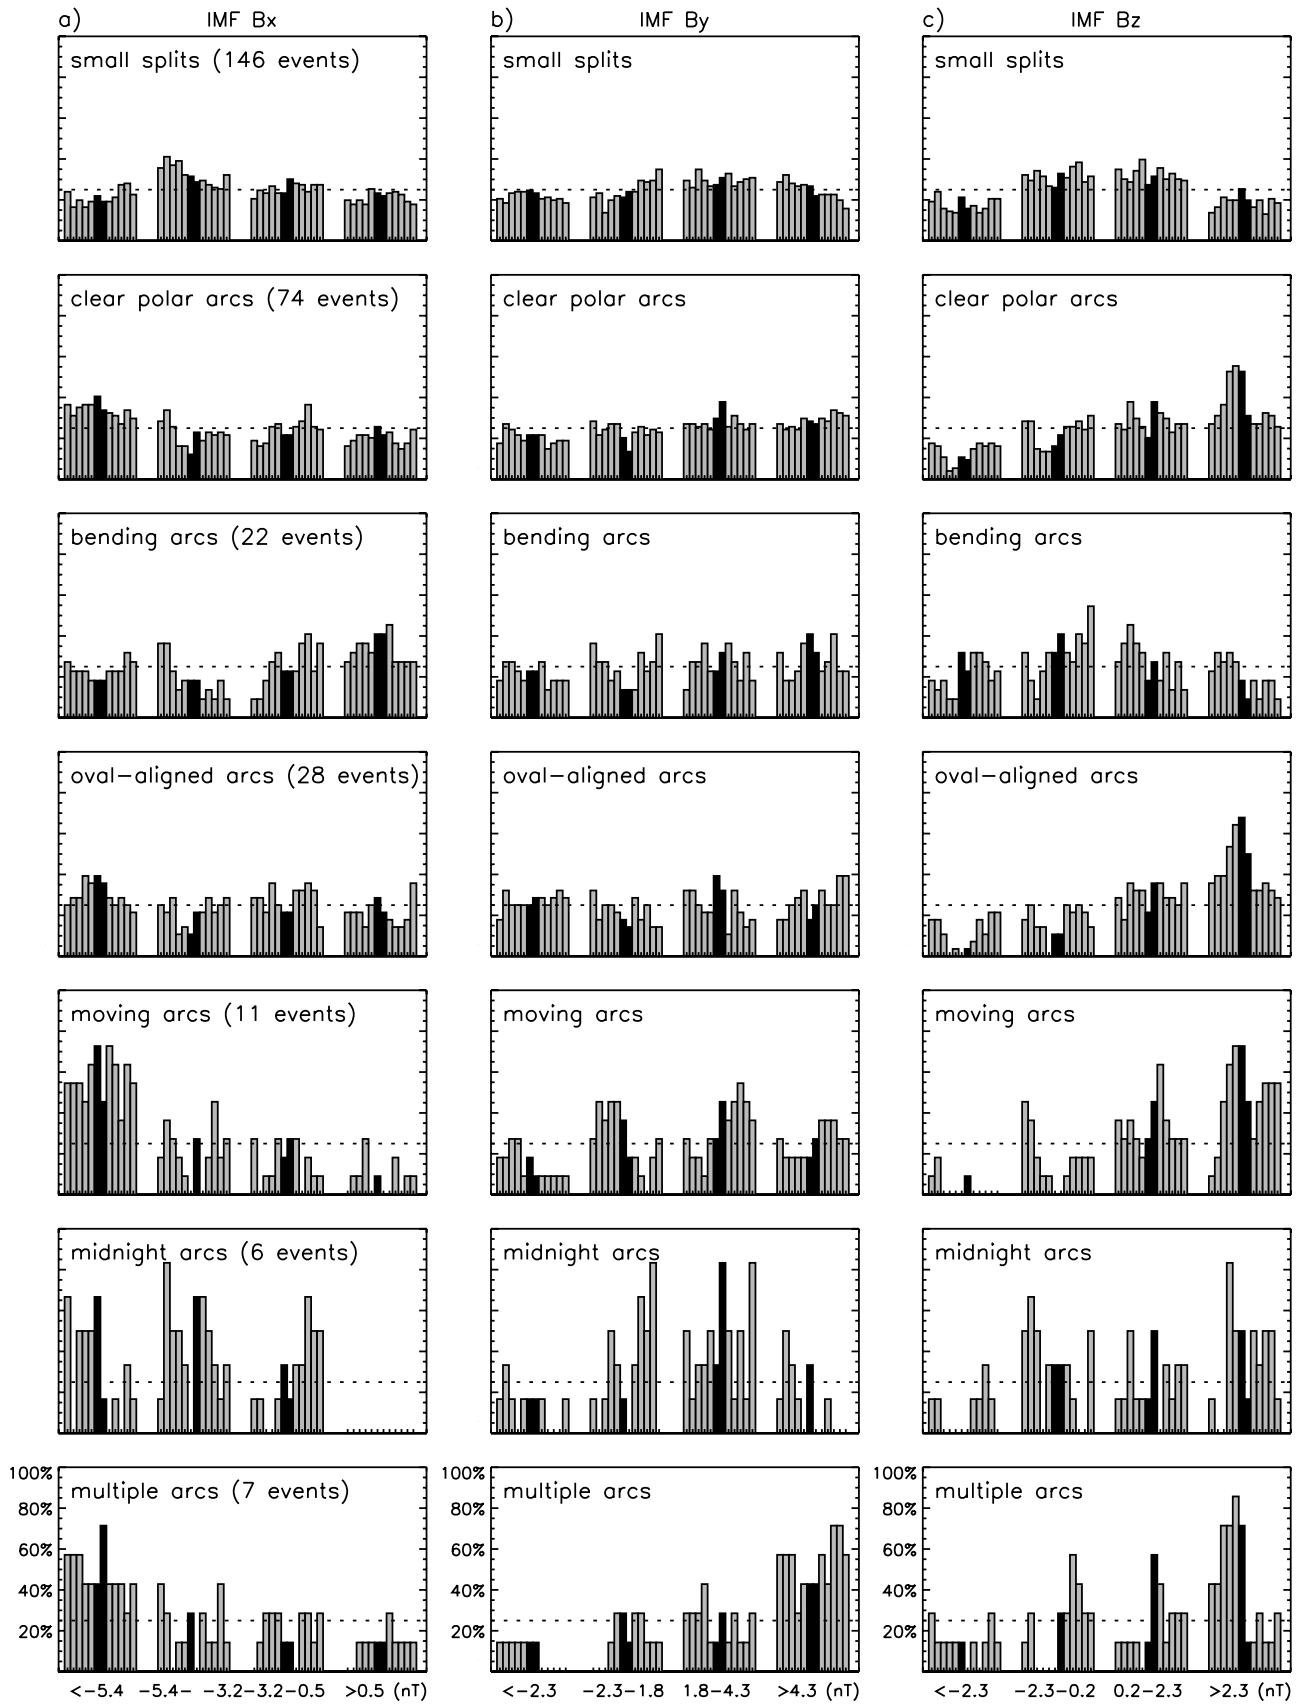 a) IMF Bx b) IMF By c) IMF Bz
small splits (146 events) small splits small splits
clear polar arcs (74 events) clear polar arcs clear polar arcs
bending arcs (22 events) bending arcs bending arcs
oval-aligned arcs (28 events) oval-aligned arcs oval-aligned arcs
moving arcs (11 events) moving arcs moving arcs
midnight arcs (6 events) midnight arcs midnight arcs
100% 100% 100%
multiple arcs (7 events) multiple arcs multiple arcs
80% 80% 80%
60% 60% 60%
40% 40% 40%
20% 20% 20%
<-5.4 -5.4- -3.2-3.2-0.5 >0.5 (nT) <-2.3 -2.3-1.8 1.8-4.3 >4.3 (nT) <-2.3 -2.3-0.2 0.2-2.3 >2.3 (nT)